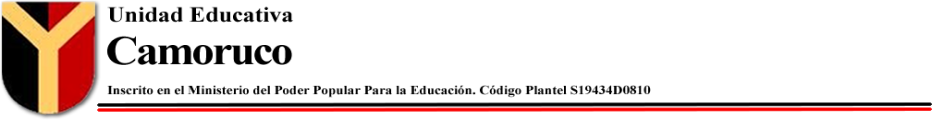 Unidad Educativa
Camoruco
Inscrito en el Ministerio del Poder Popular Para la Educación. Código Plantel S19434D0810